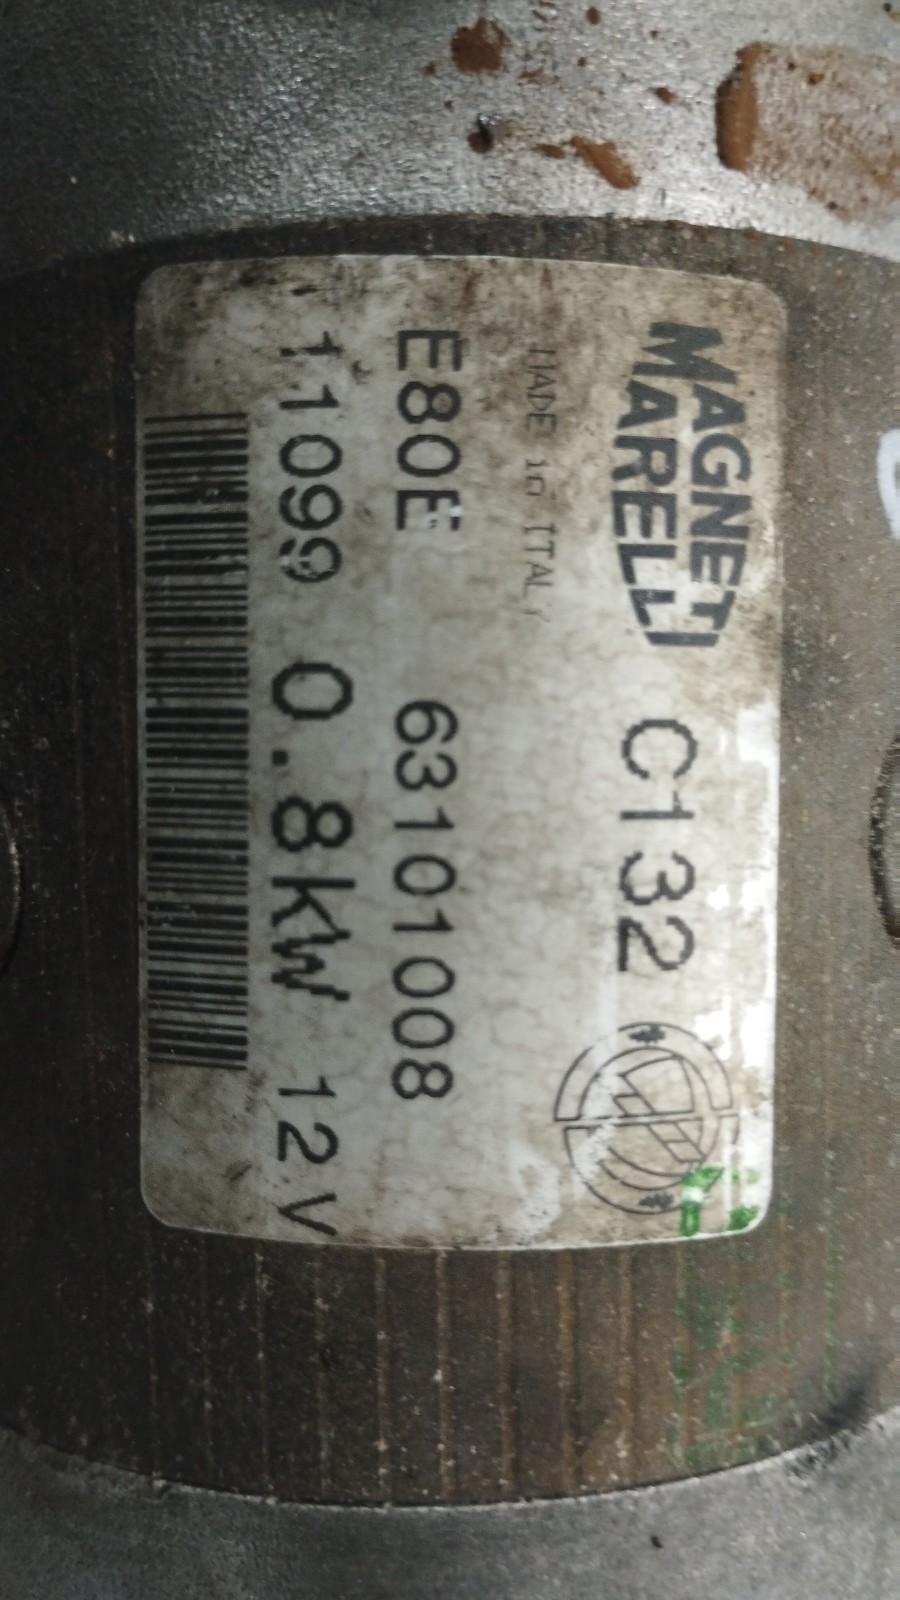 MAGNETI
MARELLI C132
MADE in ITALY
E80E 63101008
11099 0.8kW 12V